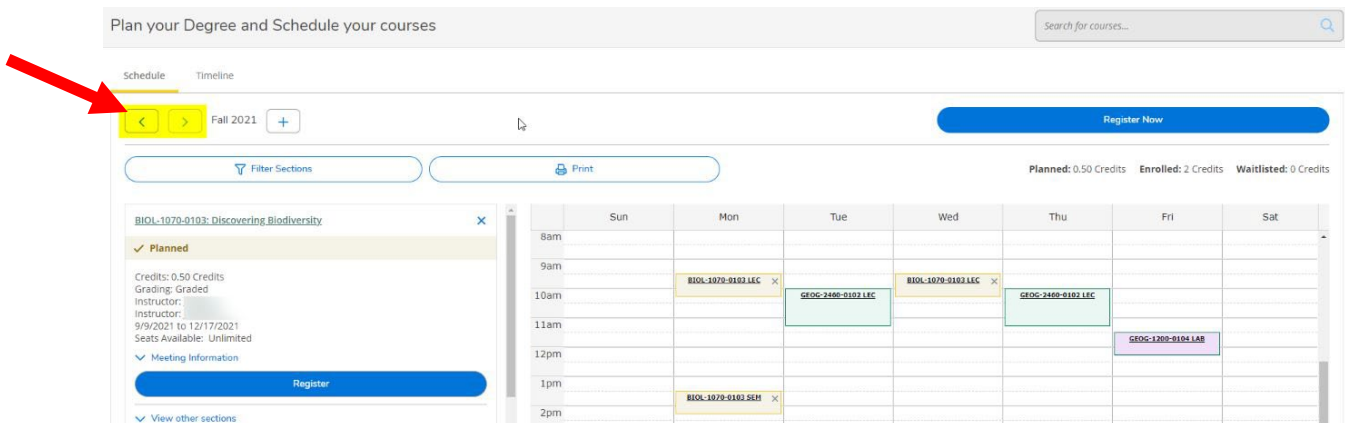 Plan your Degree and Schedule your courses
Search for courses...
Schedule Timeline
Fall 2021
Register Now
Filter Sections Print
Planned: 0.50 Credits Enrolled: 2 Credits Waitlisted: 0 Credits
BIOL-1070-0103: Discovering Biodiversity
Planned
Credits: 0.50 Credits
Grading: Graded
Instructor:
Instructor:
9/9/2021 to 12/17/2021
Seats Available: Unlimited
Meeting Information
Register
View other sections
Sun Mon Tue Wed Thu Fri Sat
8am
9am
BIOL-1070-0103 LEC BIOL-1070-0103 LEC
10am GEOG-2460-0102 LEC GEOG-2460-0102 LEC
11am
GEOG-1200-0104 LAB
12pm
1pm
BIOL-1070-0103 SEM
2pm